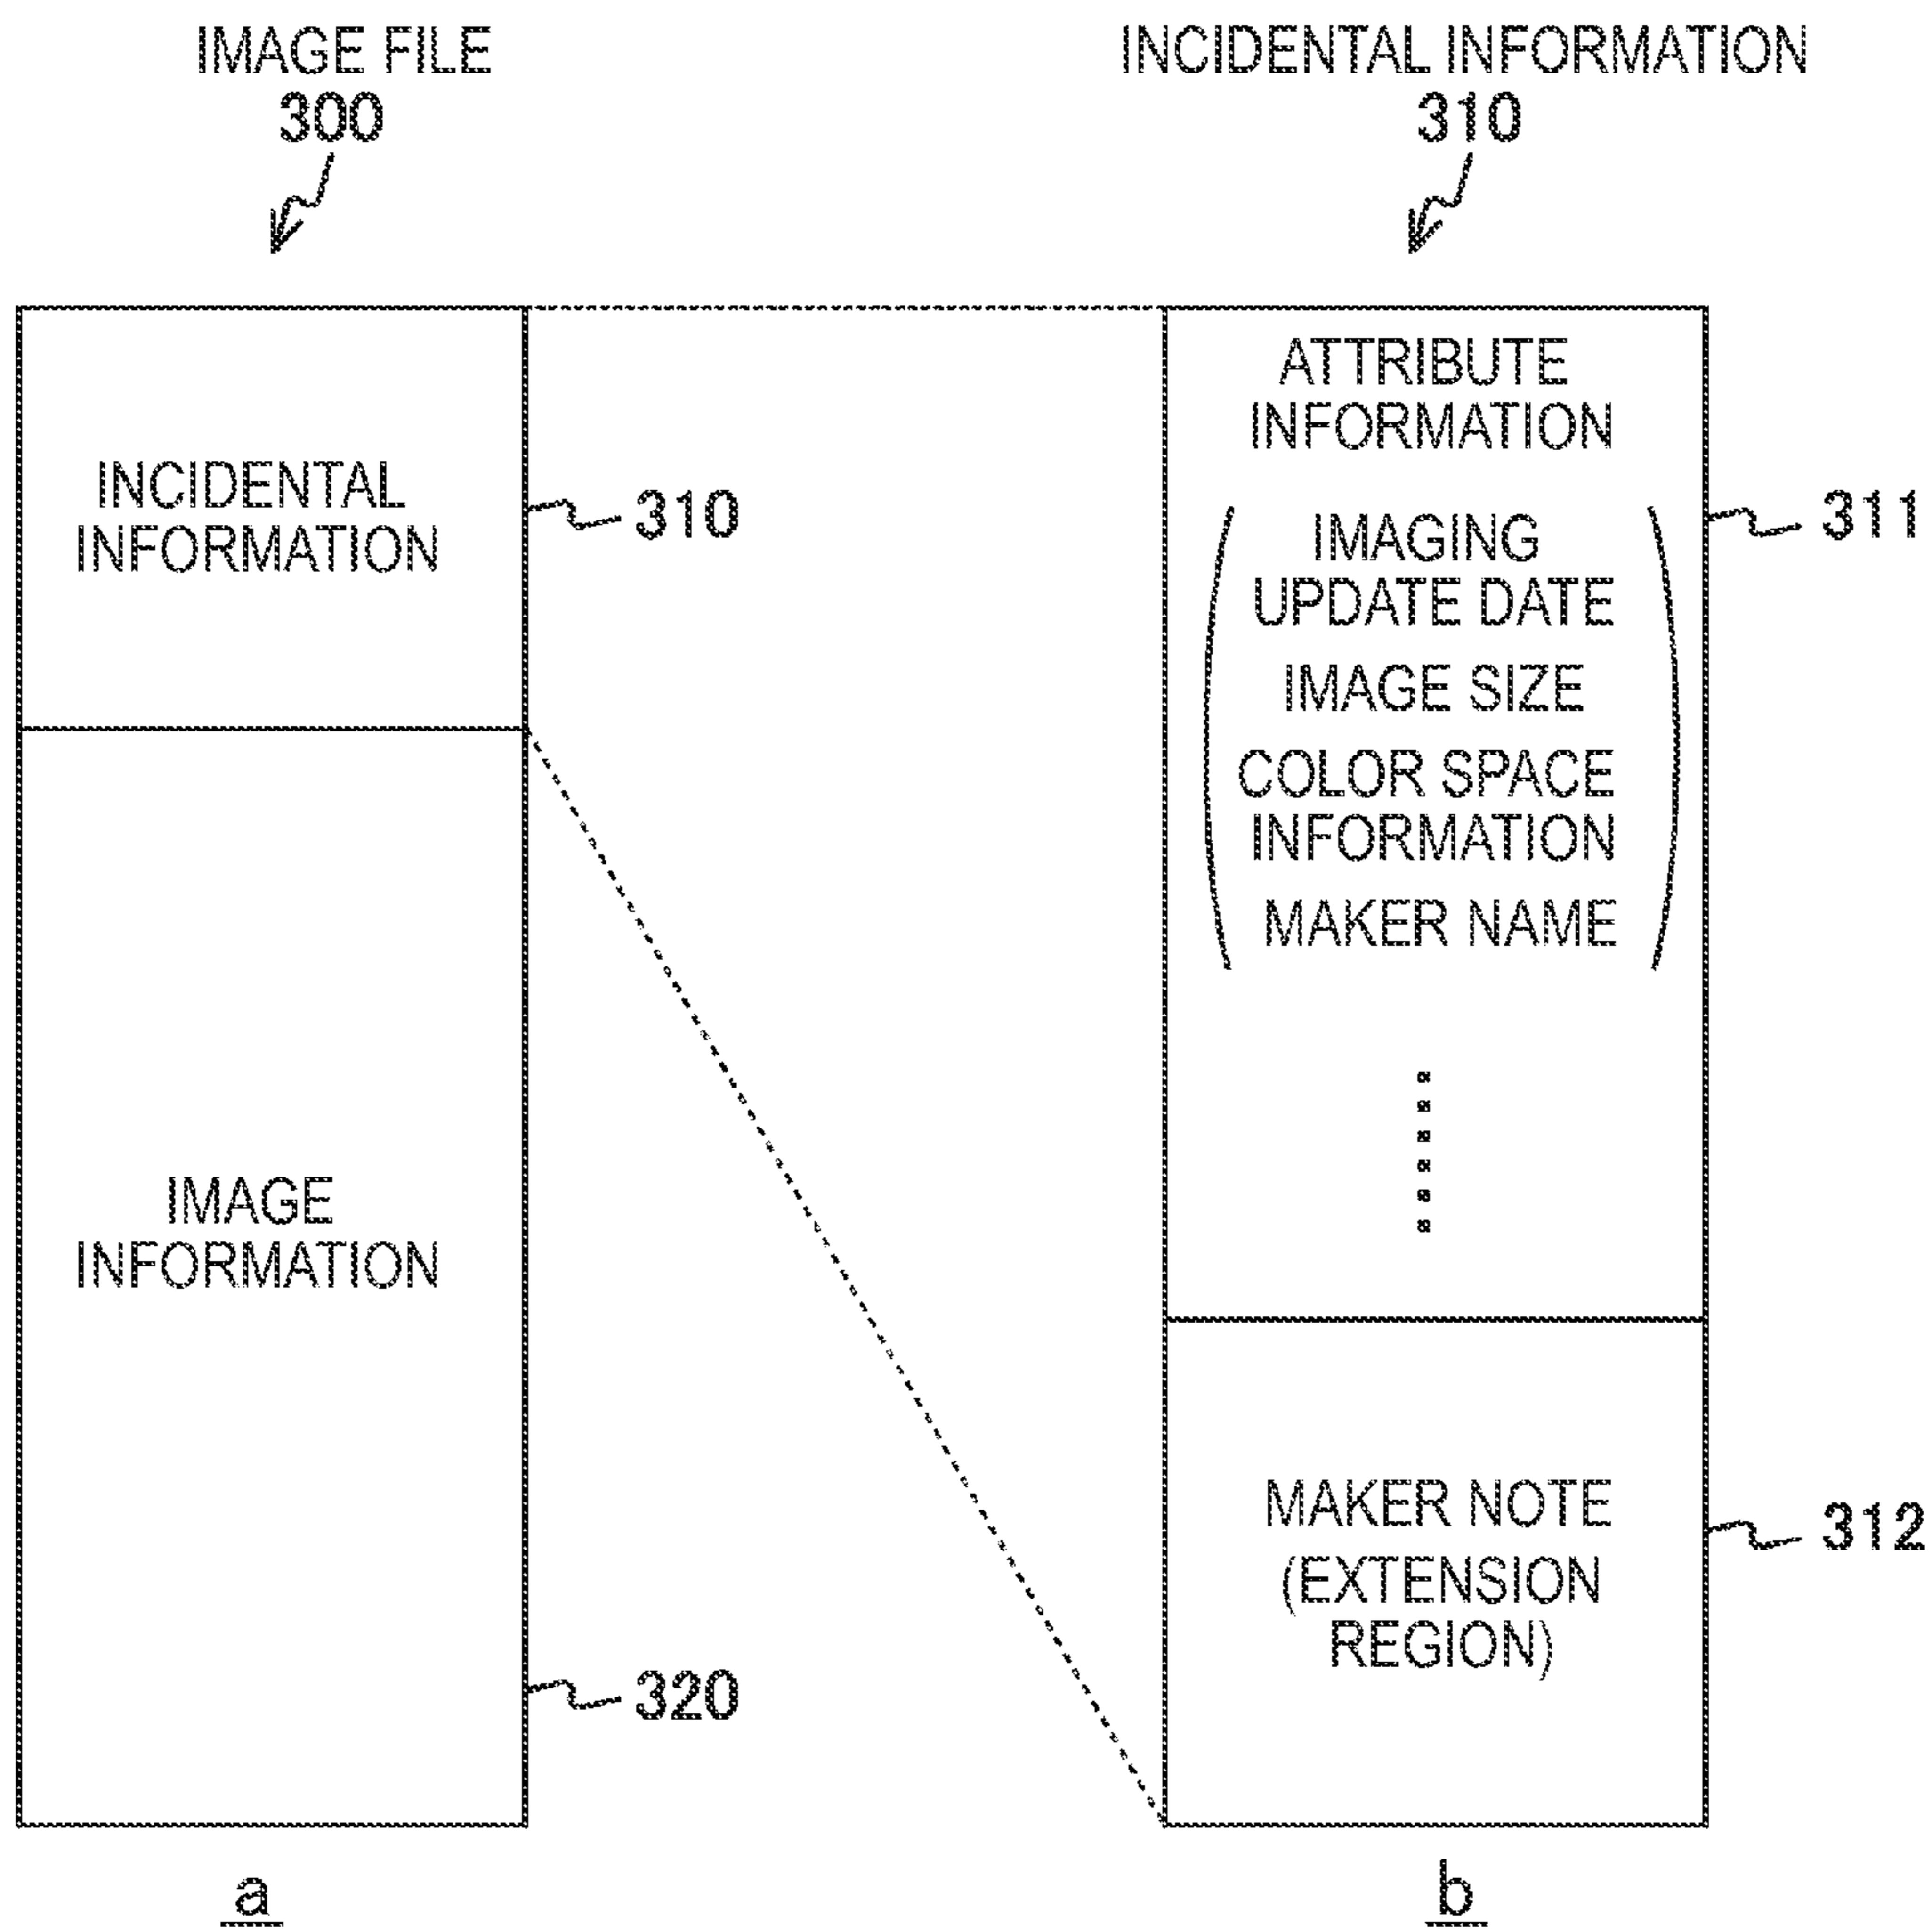 IMAGE FILE
300
INCIDENTAL
INFORMATION
310
IMAGE
INFORMATION
320
a
INCIDENTAL INFORMATION
310
ATTRIBUTE
INFORMATION
311
IMAGING
UPDATE DATE
IMAGE SIZE
COLOR SPACE
INFORMATION
MAKER NAME
MAKER NOTE
(EXTENSION
REGION)
312
b